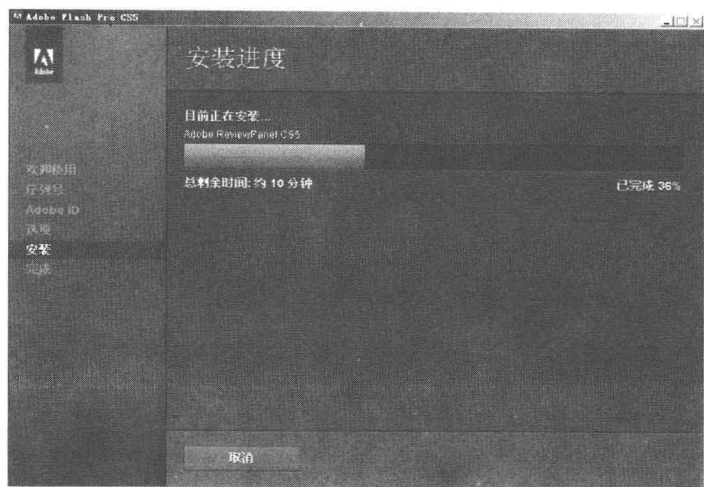 Adobe Flash Pro CS5
Adobe
安装进度
目前正在安装...
Adobe ReviewPanel CS5
总剩余时间: 约 10 分钟
已完成 36%
欢迎使用
序列号
Adobe ID
选项
安装
完成
取消